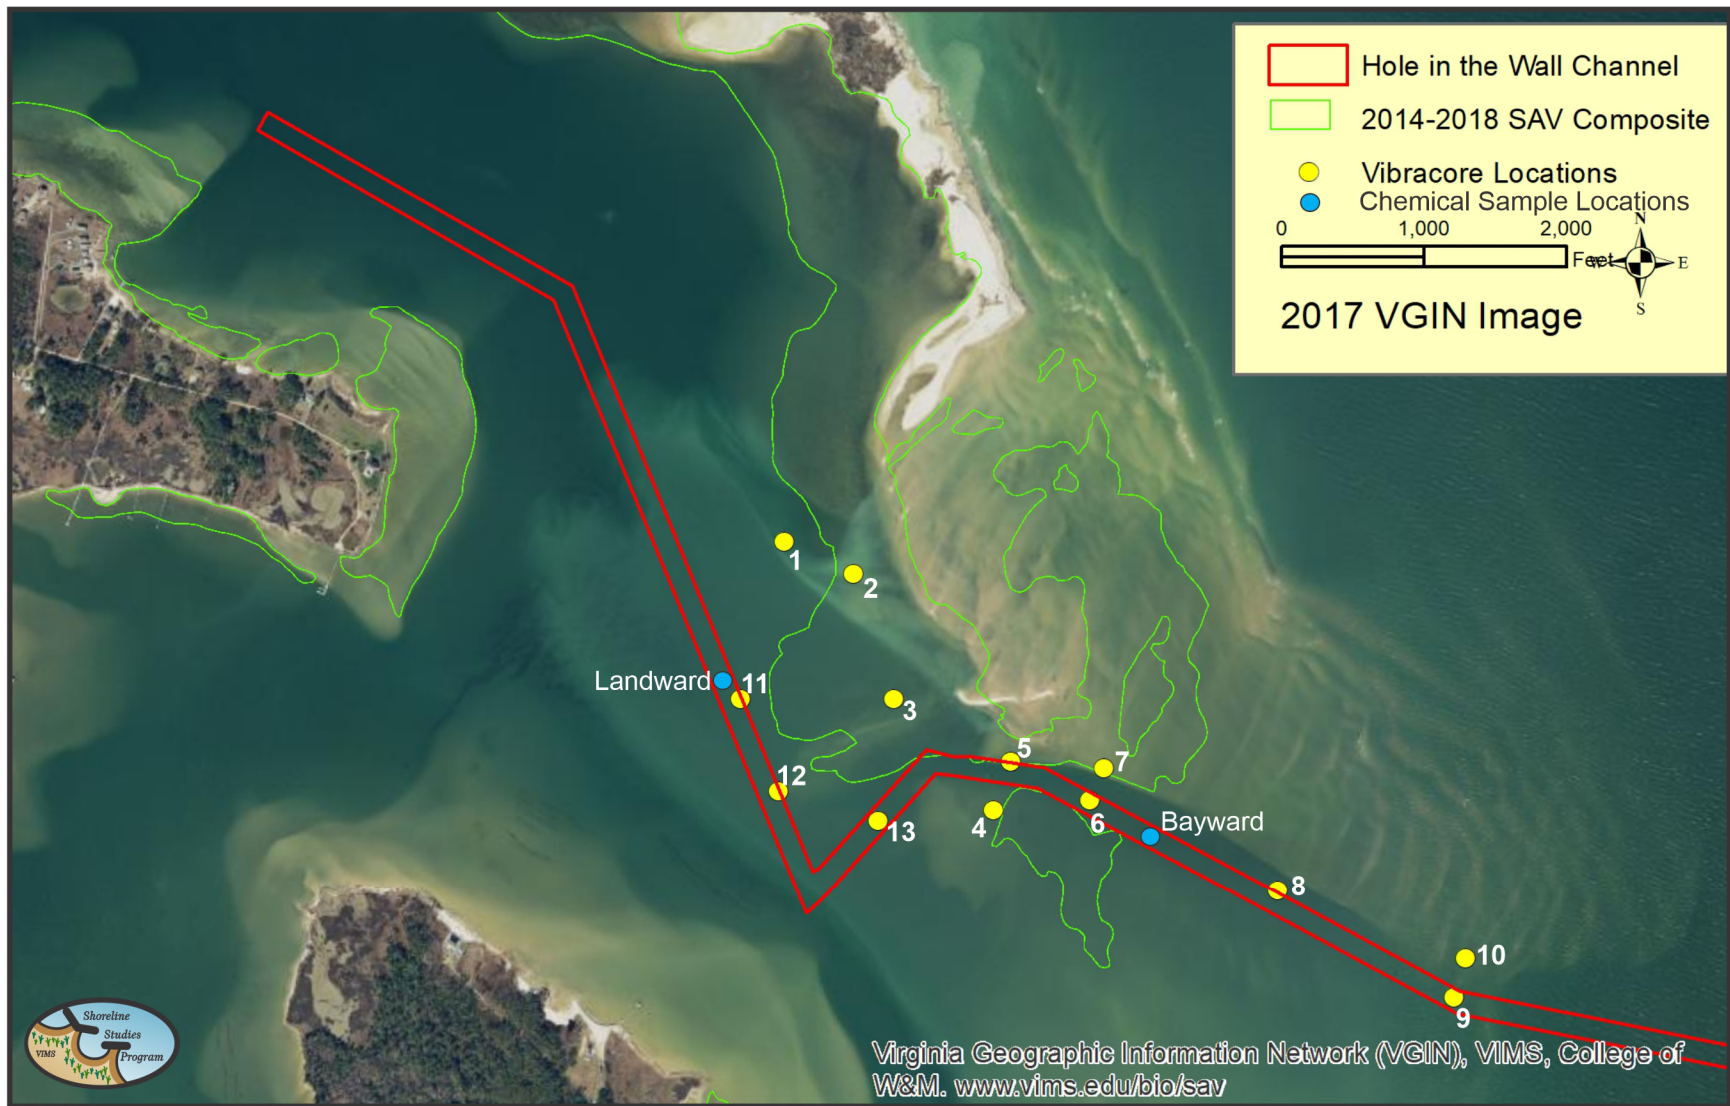 Hole in the Wall Channel
2014-2018 SAV Composite
Vibracore Locations
Chemical Sample Locations
N
0 1,000 2,000
Feet W E
S
2017 VGIN Image
1
2
Landward
11
3
5
7
12
4
6
13
Bayward
8
10
9
Shoreline
Studies
VIMS Program
Virginia Geographic Information Network (VGIN), VIMS, College of
W&M. www.vims.edu/bio/sav